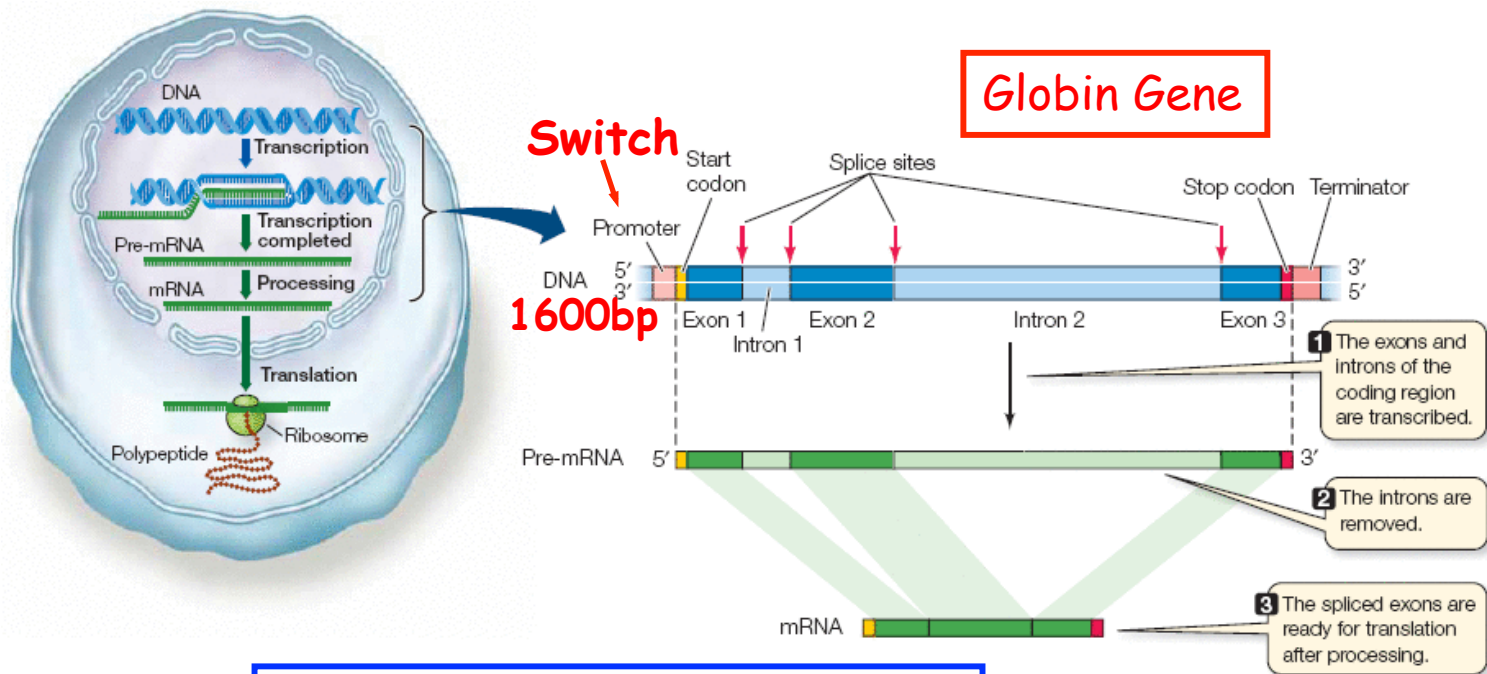 DNA
Transcription
Transcription
completed
Pre-mRNA
Processing
mRNA
Translation
Ribosome
Polypeptide
Globin Gene
Switch
Start
codon
Splice sites
Stop codon
Terminator
Promoter
5′
3′
DNA
3′
5′
1600bp
Exon 1
Exon 2
Intron 2
Exon 3
Intron 1
1 The exons and
introns of the
coding region
are transcribed.
Pre-mRNA
5′
3′
2 The introns are
removed.
mRNA
3 The spliced exons are
ready for translation
after processing.